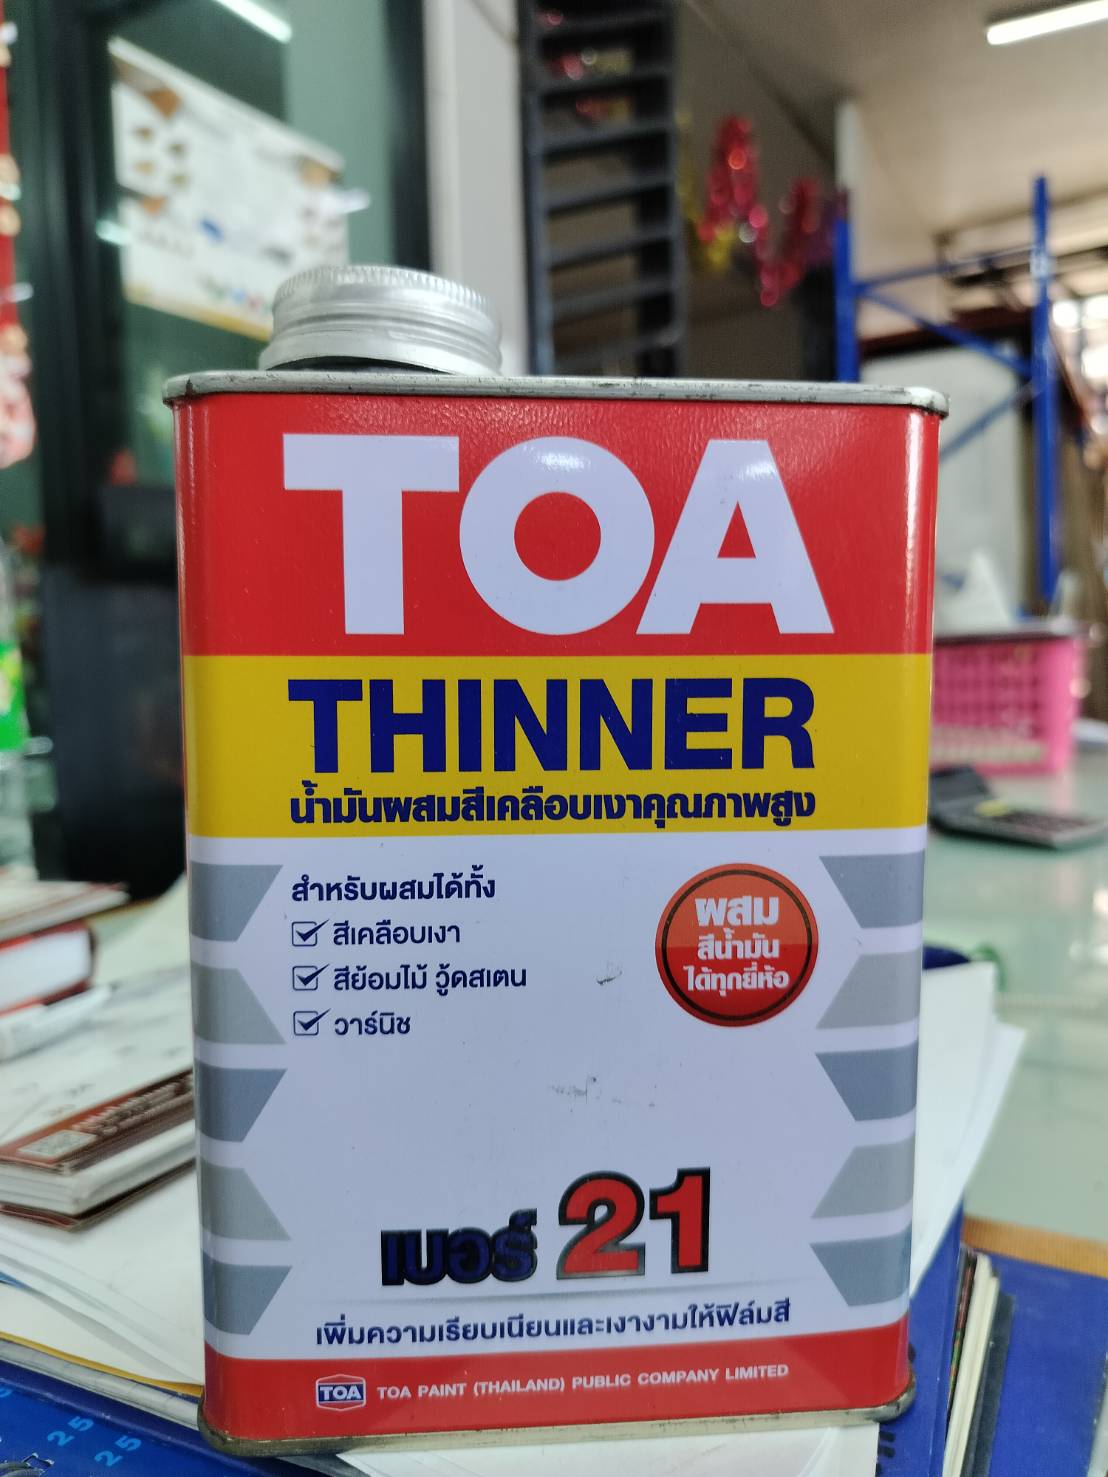 TOA
THINNER
น้ำมันผสมสีเคลือบเงาคุณภาพสูง
สำหรับผสมได้ทั้ง
สีเคลือบเงา
สีย้อมไม้ วู้ดสเตน
วาร์นิช
ผสม
สีน้ำมัน
ได้ทุกยี่ห้อ
เบอร์ 21
เพิ่มความเรียบเนียนและเงางามให้ฟิล์มสี
TOA TOA PAINT (THAILAND) PUBLIC COMPANY LIMITED
25
25